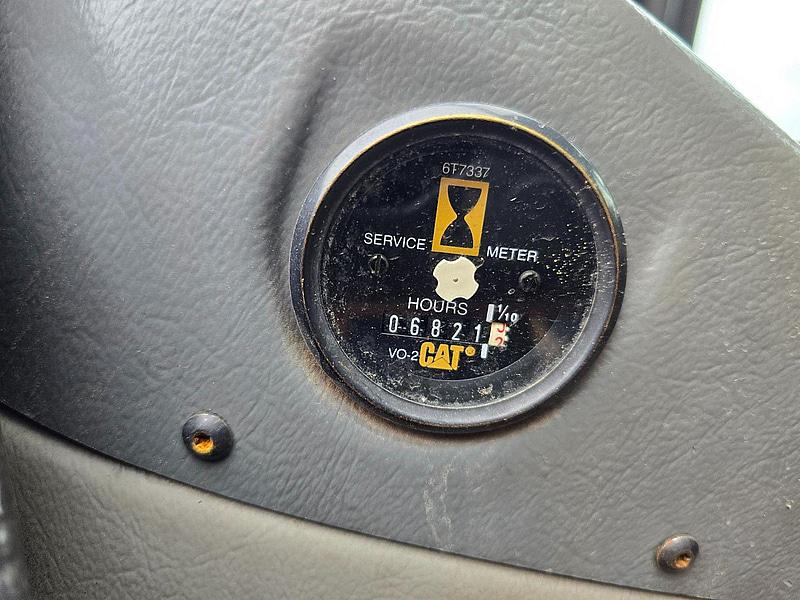 6T7337
SERVICE METER
HOURS 1/10
06821
VO-2 CAT